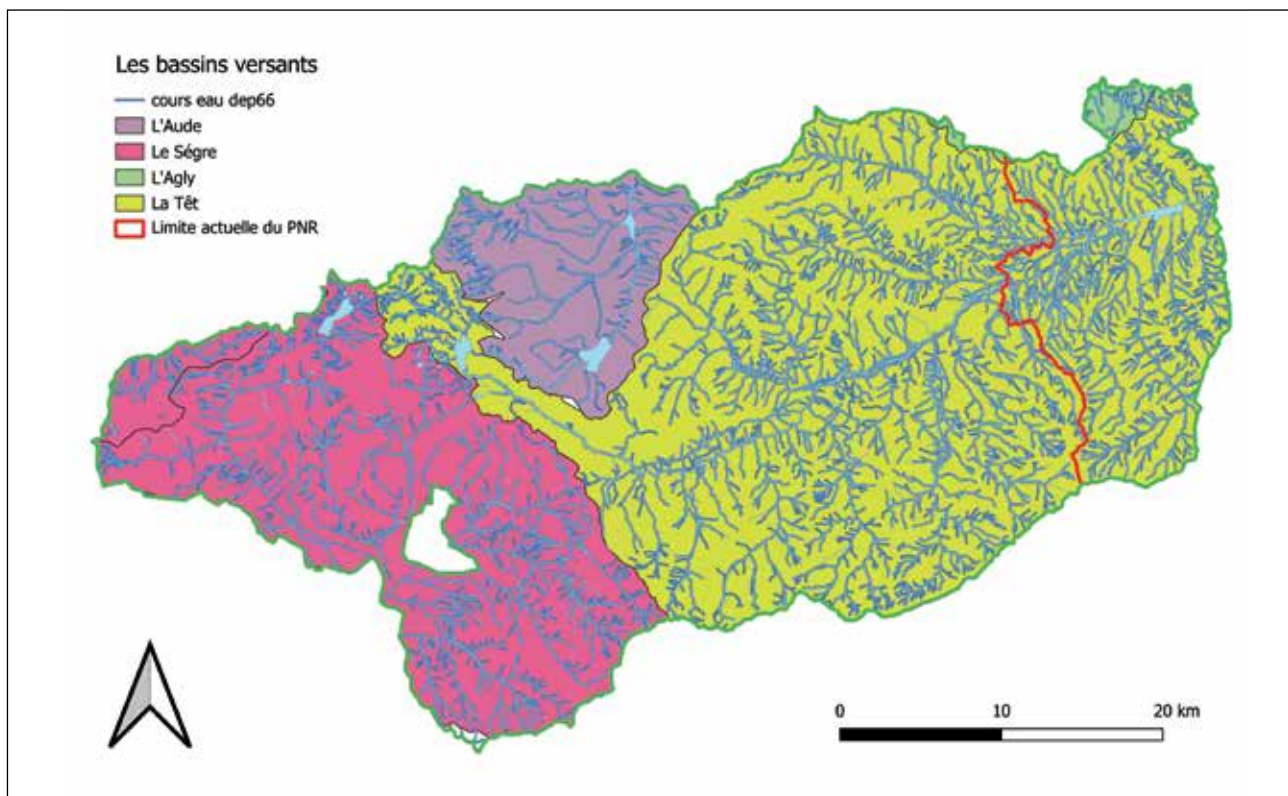 Les bassins versants
cours eau dep66
L'Aude
Le Ségre
L'Agly
La Têt
Limite actuelle du PNR
0 10 20 km